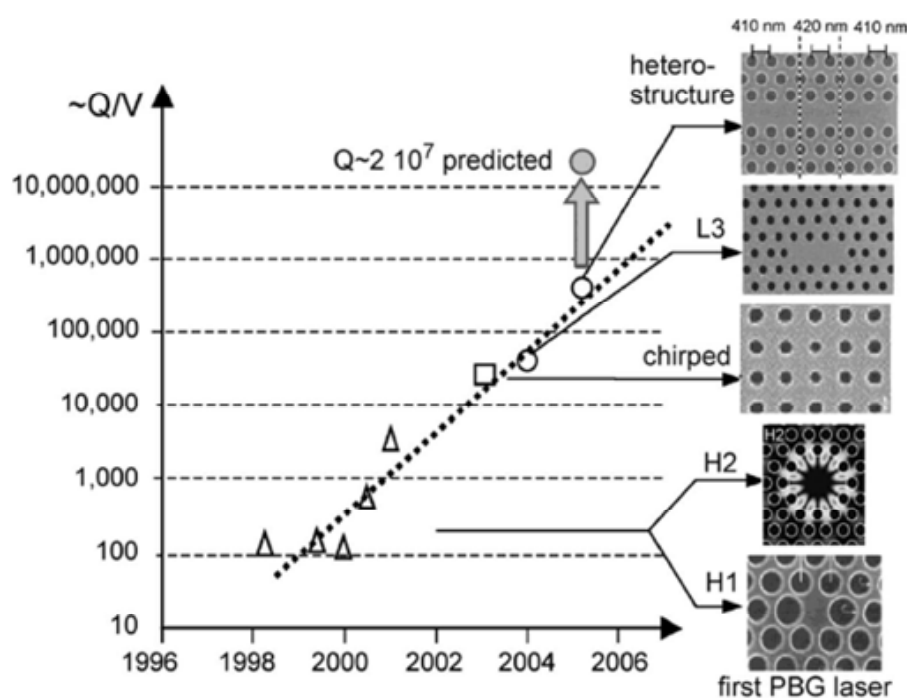 410 nm 420 nm 410 nm
hetero-
structure
~Q/V
Q~2 10⁷ predicted
10,000,000
L3
1,000,000
100,000
chirped
10,000
H2
H2
1,000
100
H1
10
1996 1998 2000 2002 2004 2006
first PBG laser